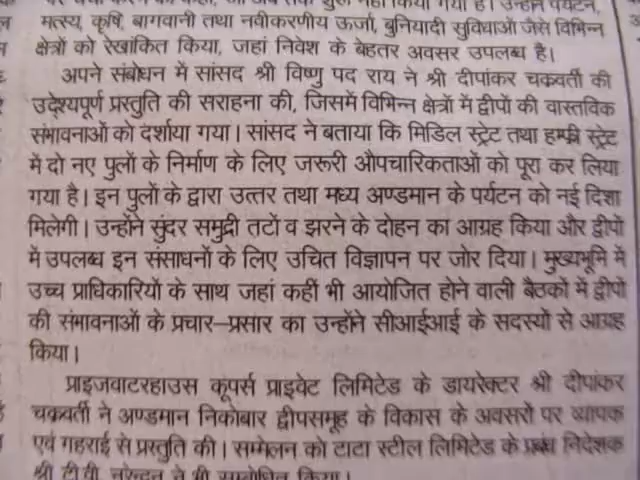 मत्स्य, कृषि, बागवानी तथा नवीकरणीय ऊर्जा, बुनियादी सुविधाओं जैसे विभिन्न
क्षेत्रों को रेखांकित किया, जहां निवेश के बेहतर अवसर उपलब्ध है।
अपने संबोधन में सांसद श्री विष्णु पद राय ने श्री दीपांकर चक्रवर्ती की
उद्देश्यपूर्ण प्रस्तुति की सराहना की, जिसमें विभिन्न क्षेत्रों में द्वीपों की वास्तविक
संभावनाओं को दर्शाया गया। सांसद ने बताया कि मिडिल स्ट्रेट तथा हम्फ्री स्ट्रेट
में दो नए पुलों के निर्माण के लिए जरूरी औपचारिकताओं को पूरा कर लिया
गया है। इन पुलों के द्वारा उत्तर तथा मध्य अण्डमान के पर्यटन को नई दिशा
मिलेगी। उन्होंने सुंदर समुद्री तटों व झरने के दोहन का आग्रह किया और द्वीपों
में उपलब्ध इन संसाधनों के लिए उचित विज्ञापन पर जोर दिया। मुख्यभूमि में
उच्च प्राधिकारियों के साथ जहां कहीं भी आयोजित होने वाली बैठकों में द्वीपों
की संभावनाओं के प्रचार–प्रसार का उन्होंने सीआईआई के सदस्यों से आग्रह
किया।
प्राइजवाटरहाउस कूपर्स प्राइवेट लिमिटेड के डायरेक्टर श्री दीपांकर
चक्रवर्ती ने अण्डमान निकोबार द्वीपसमूह के विकास के अवसरों पर व्यापक
एवं गहराई से प्रस्तुति की। सम्मेलन को टाटा स्टील लिमिटेड के प्रबंध निदेशक
श्री टी.वी. नरेन्द्रन ने भी सम्बोधित किया।